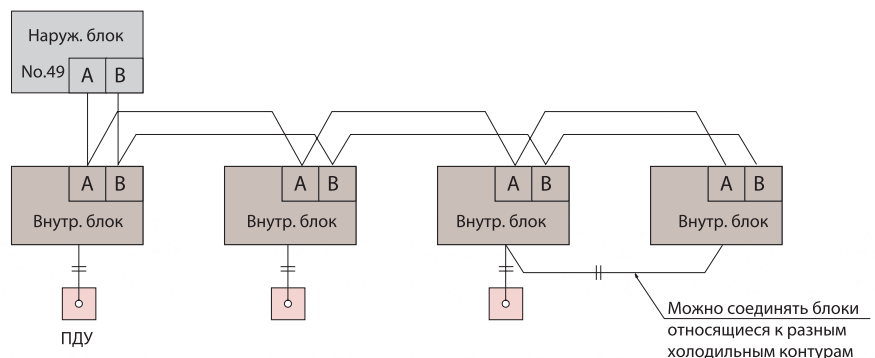 Наруж. блок
No.49 A B
A B
Внутр. блок
A B
Внутр. блок
A B
Внутр. блок
A B
Внутр. блок
ПДУ
Можно соединять блоки
относящиеся к разным
холодильным контурам